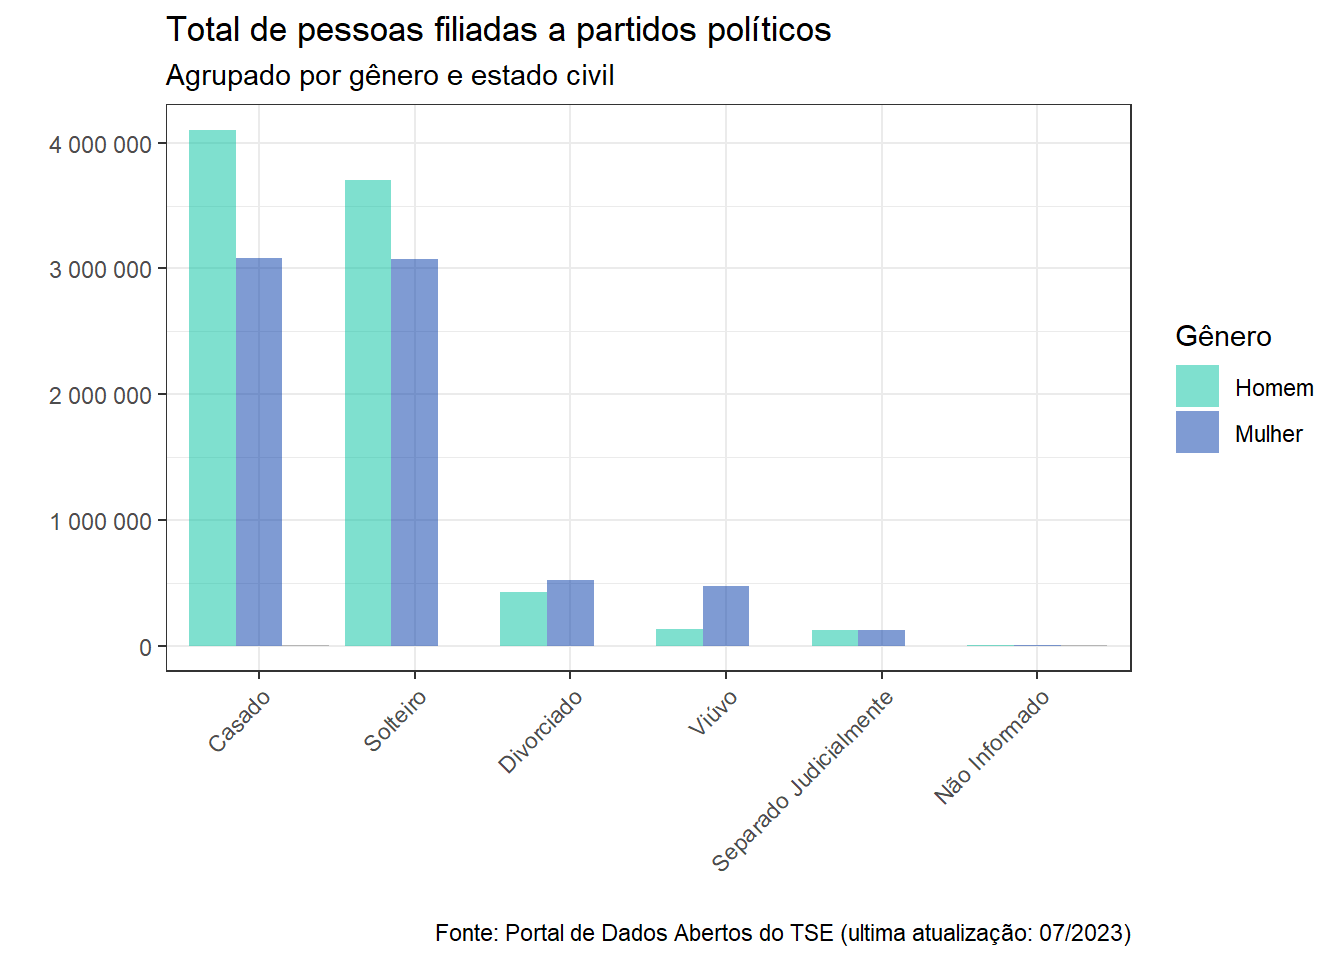 Total de pessoas filiadas a partidos políticos
Agrupado por gênero e estado civil
4 000 000
3 000 000
2 000 000
1 000 000
0
Casado
Solteiro
Divorciado
Viúvo
Separado Judicialmente
Não Informado
Gênero
Homem
Mulher
Fonte: Portal de Dados Abertos do TSE (ultima atualização: 07/2023)